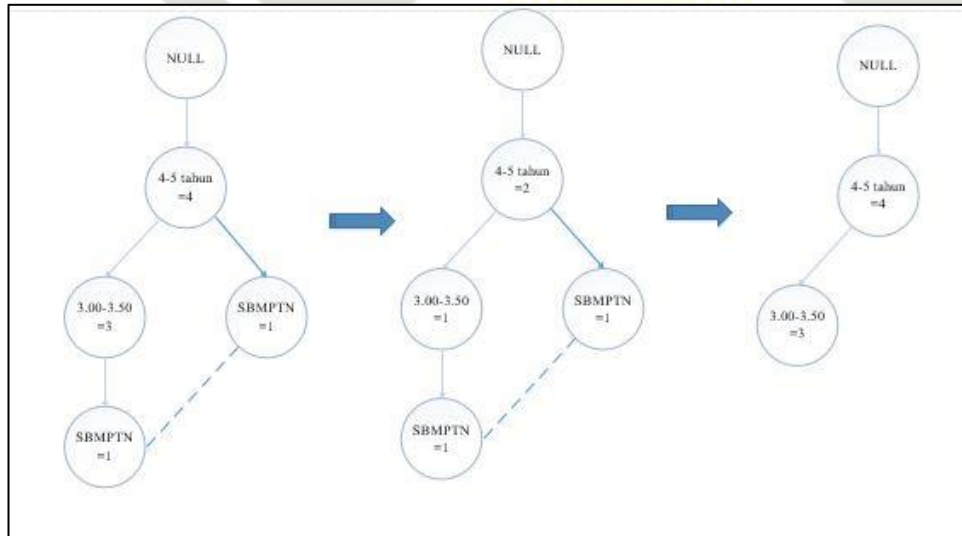 NULL
4-5 tahun
=4
3.00-3.50
=3
SBMPTN
=1
SBMPTN
=1
NULL
4-5 tahun
=2
3.00-3.50
=1
SBMPTN
=1
SBMPTN
=1
NULL
4-5 tahun
=4
3.00-3.50
=3